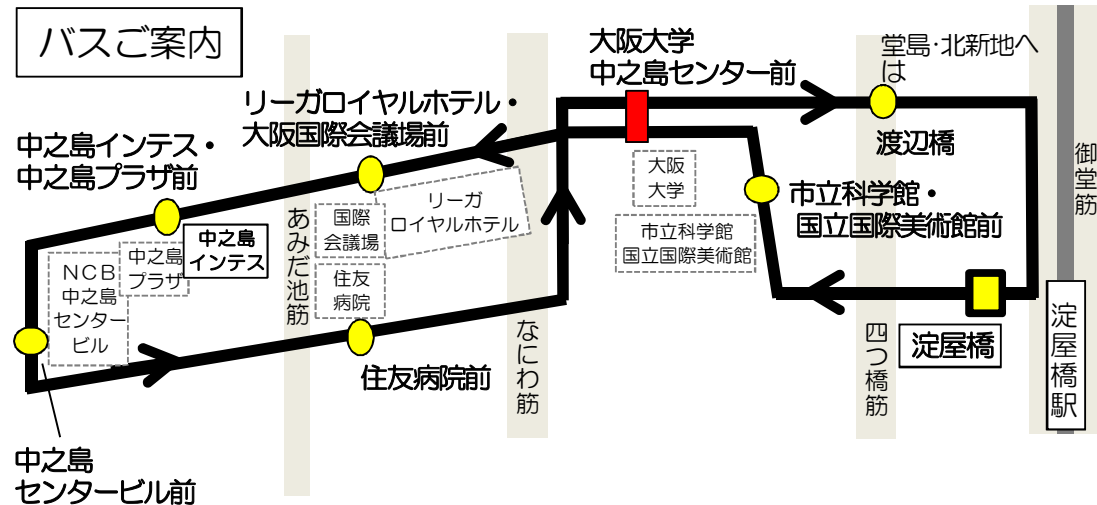 バスご案内
大阪大学
中之島センター前
堂島・北新地へ
は
リーガロイヤルホテル・
大阪国際会議場前
中之島インテス・
中之島プラザ前
渡辺橋
御堂筋
大阪
大学
市立科学館・
国立国際美術館前
リーガ
ロイヤルホテル
国際
会議場
あみだ池筋
市立科学館
国立国際美術館
中之島
インテス
中之島
プラザ
NCB
中之島
センター
ビル
住友
病院
なにわ筋
四つ橋筋
淀屋橋
淀屋橋駅
住友病院前
中之島
センタービル前